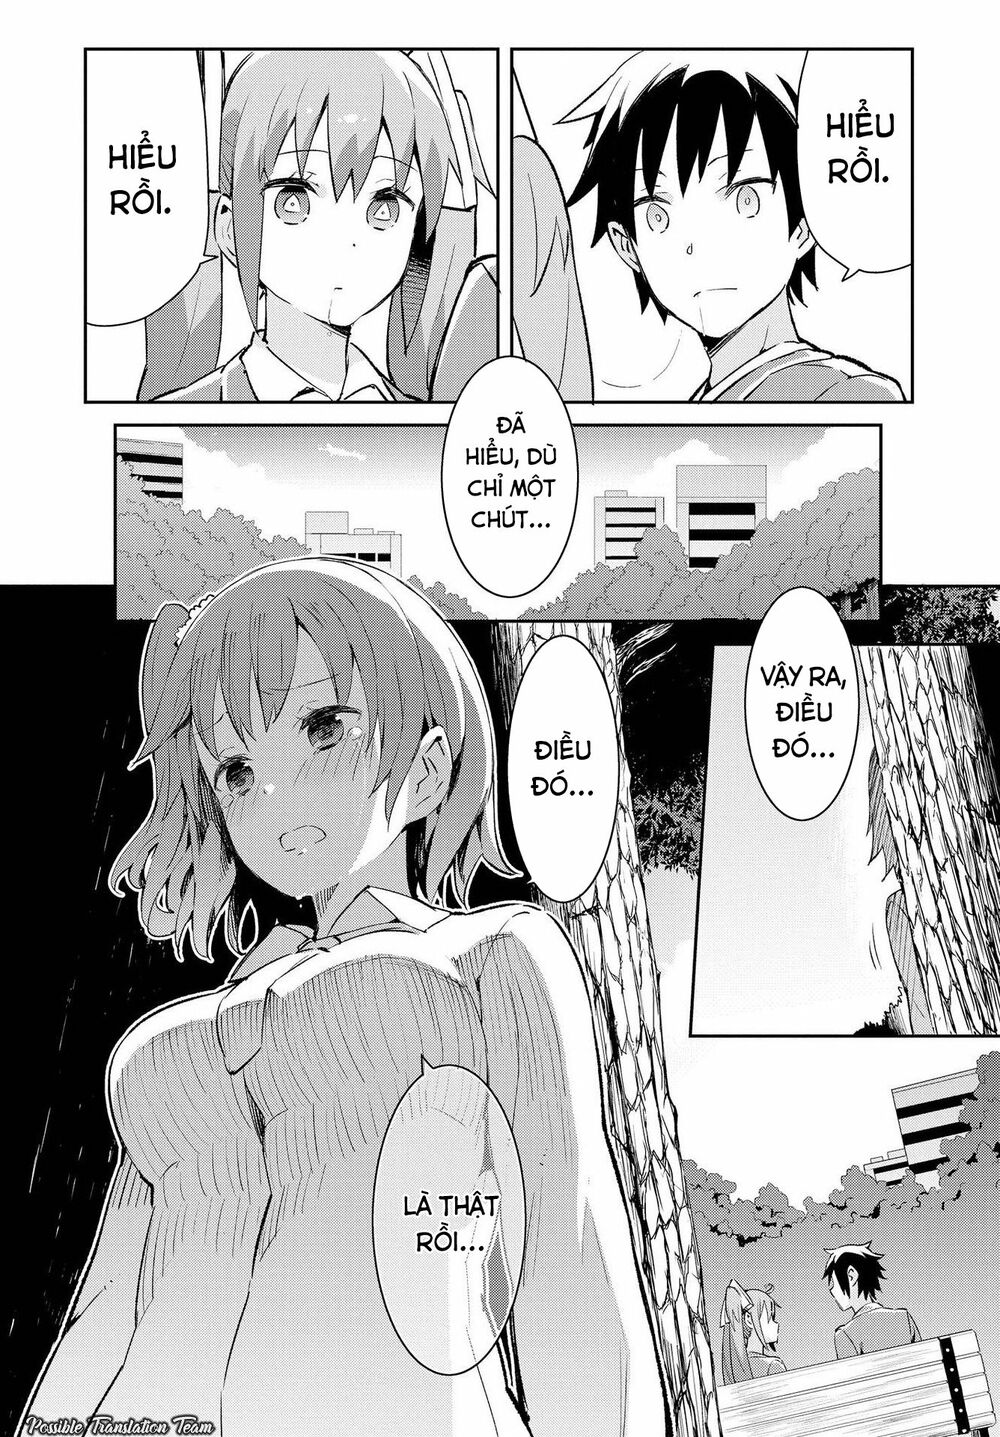 HIỂU
RỒI.
HIỂU
RỒI.
ĐÃ
HIỂU, DÙ
CHỈ MỘT
CHÚT...
VẬY RA,
ĐIỀU
ĐÓ...
ĐIỀU
ĐÓ...
LÀ THẬT
RỒI...
Possible Translation Team